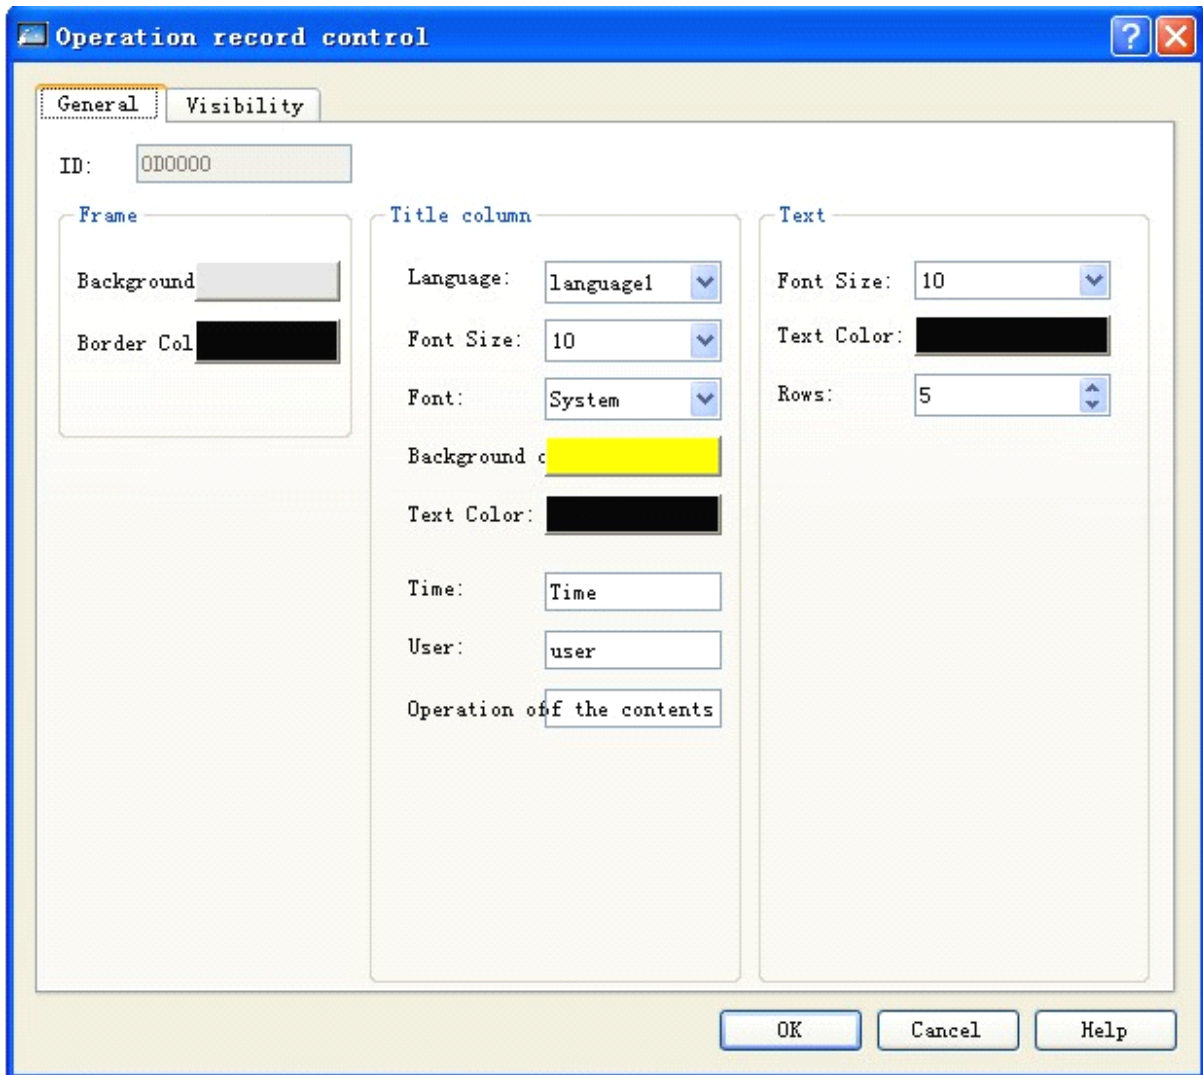 Operation record control
General Visibility
ID: OD0000
Frame
Background
Border Col
Title column
Language: language1
Font Size: 10
Font: System
Background c
Text Color:
Time: Time
User: user
Operation of f the contents
Text
Font Size: 10
Text Color:
Rows: 5
OK Cancel Help